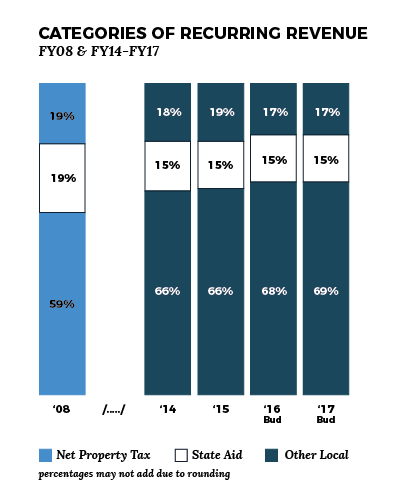 CATEGORIES OF RECURRING REVENUE
FY08 & FY14-FY17
19% 18% 19% 17% 17%
19% 15% 15% 15% 15%
59% 66% 66% 68% 69%
‘08 /...../ ‘14 ‘15 ‘16 ‘17
Bud Bud
Net Property Tax State Aid Other Local
percentages may not add due to rounding